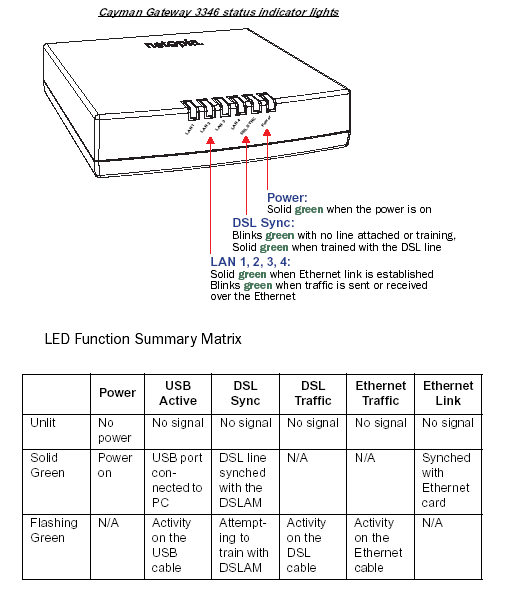 Cayman Gateway 3346 status indicator lights
netopia.
LAN 1
LAN 2
LAN 3
LAN 4
DSL SYNC
Power
Power:
Solid green when the power is on
DSL Sync:
Blinks green with no line attached or training,
Solid green when trained with the DSL line
LAN 1, 2, 3, 4:
Solid green when Ethernet link is established
Blinks green when traffic is sent or received
over the Ethernet
LED Function Summary Matrix
Power USB Active DSL Sync DSL Traffic Ethernet Traffic Ethernet Link
Unlit No power No signal No signal No signal No signal No signal
Solid Green Power on USB port con-nected to PC DSL line synched with the DSLAM N/A N/A Synched with Ethernet card
Flashing Green N/A Activity on the USB cable Attempt-ing to train with DSLAM Activity on the DSL cable Activity on the Ethernet cable N/A